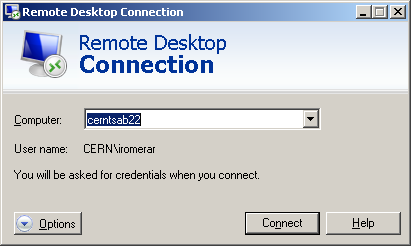 Remote Desktop Connection
Remote Desktop
Connection
Computer: cerntsab22
User name: CERN\iromerar
You will be asked for credentials when you connect.
Options Connect Help